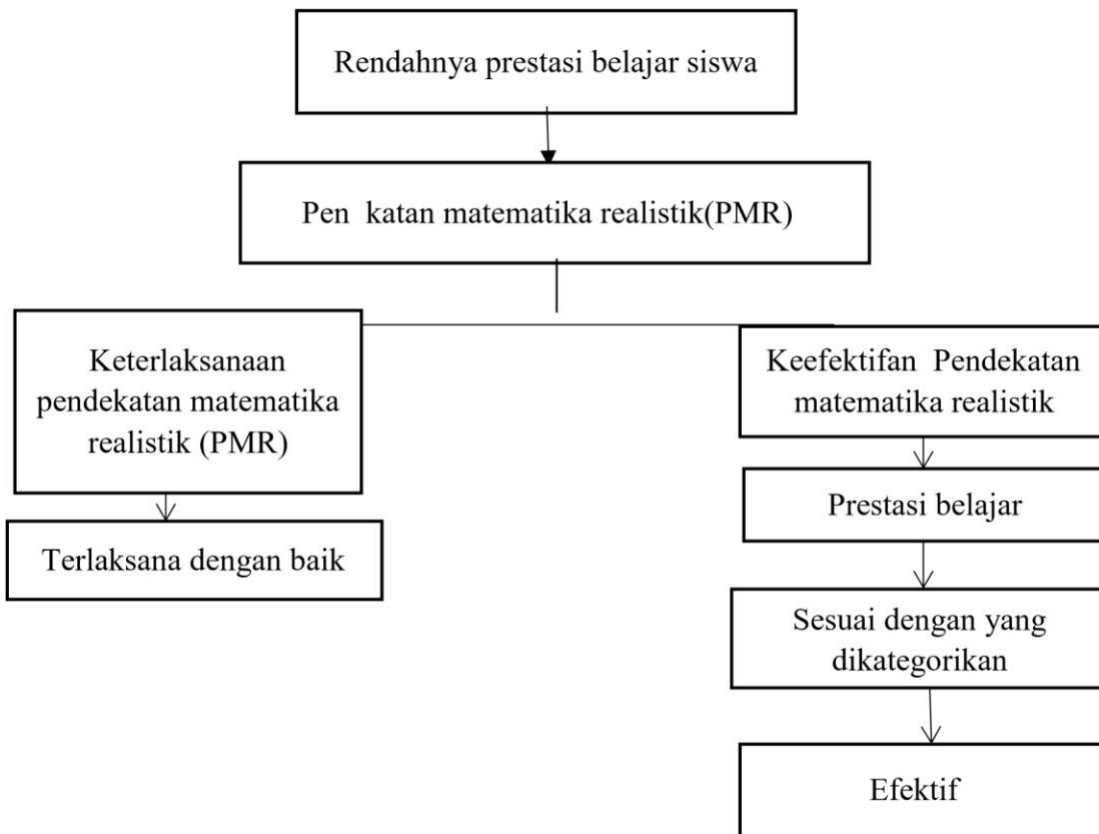 Rendahnya prestasi belajar siswa
Pen katan matematika realistik(PMR)
Keterlaksanaan
pendekatan matematika
realistik (PMR)
Terlaksana dengan baik
Keefektifan Pendekatan
matematika realistik
Prestasi belajar
Sesuai dengan yang
dikategorikan
Efektif